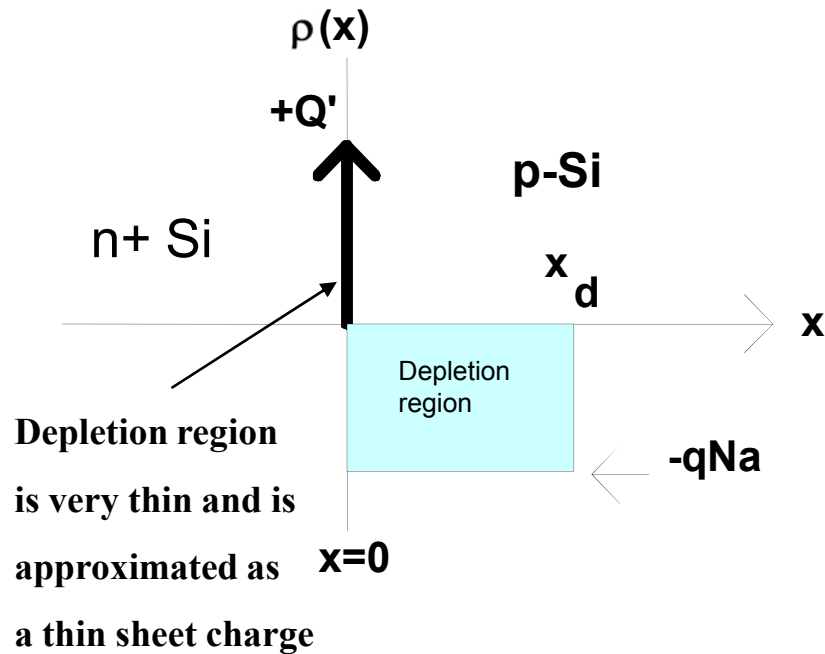 ρ(x)
+Q'
p-Si
n+ Si
x
d
x
Depletion
region
-qNa
Depletion region
is very thin and is
approximated as
a thin sheet charge
x=0